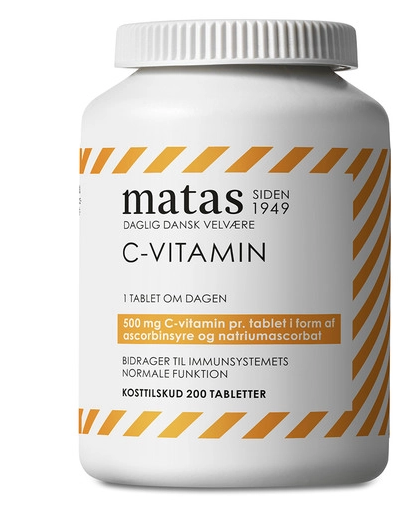 matas SIDEN 1949
DAGLIG DANSK VELVÆRE
C-VITAMIN
1 TABLET OM DAGEN
500 mg C-vitamin pr. tablet i form af
ascorbinsyre og natriumascorbat
BIDRAGER TIL IMMUNSYSTEMETS
NORMALE FUNKTION
KOSTTILSKUD 200 TABLETTER